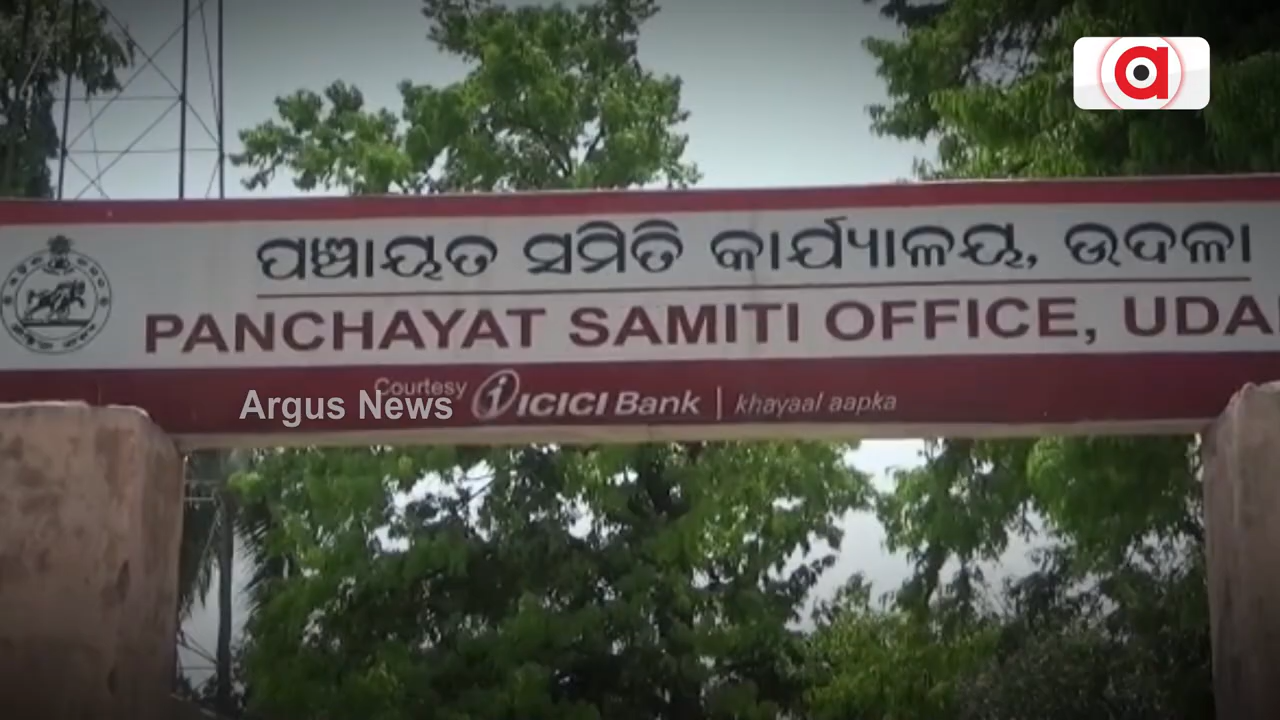 ପଞ୍ଚାୟତ ସମିତି କାର୍ଯ୍ୟାଳୟ, ଉଦଳା
PANCHAYAT SAMITI OFFICE, UDA
Courtesy ICICI Bank | khayaal aapka
Argus News